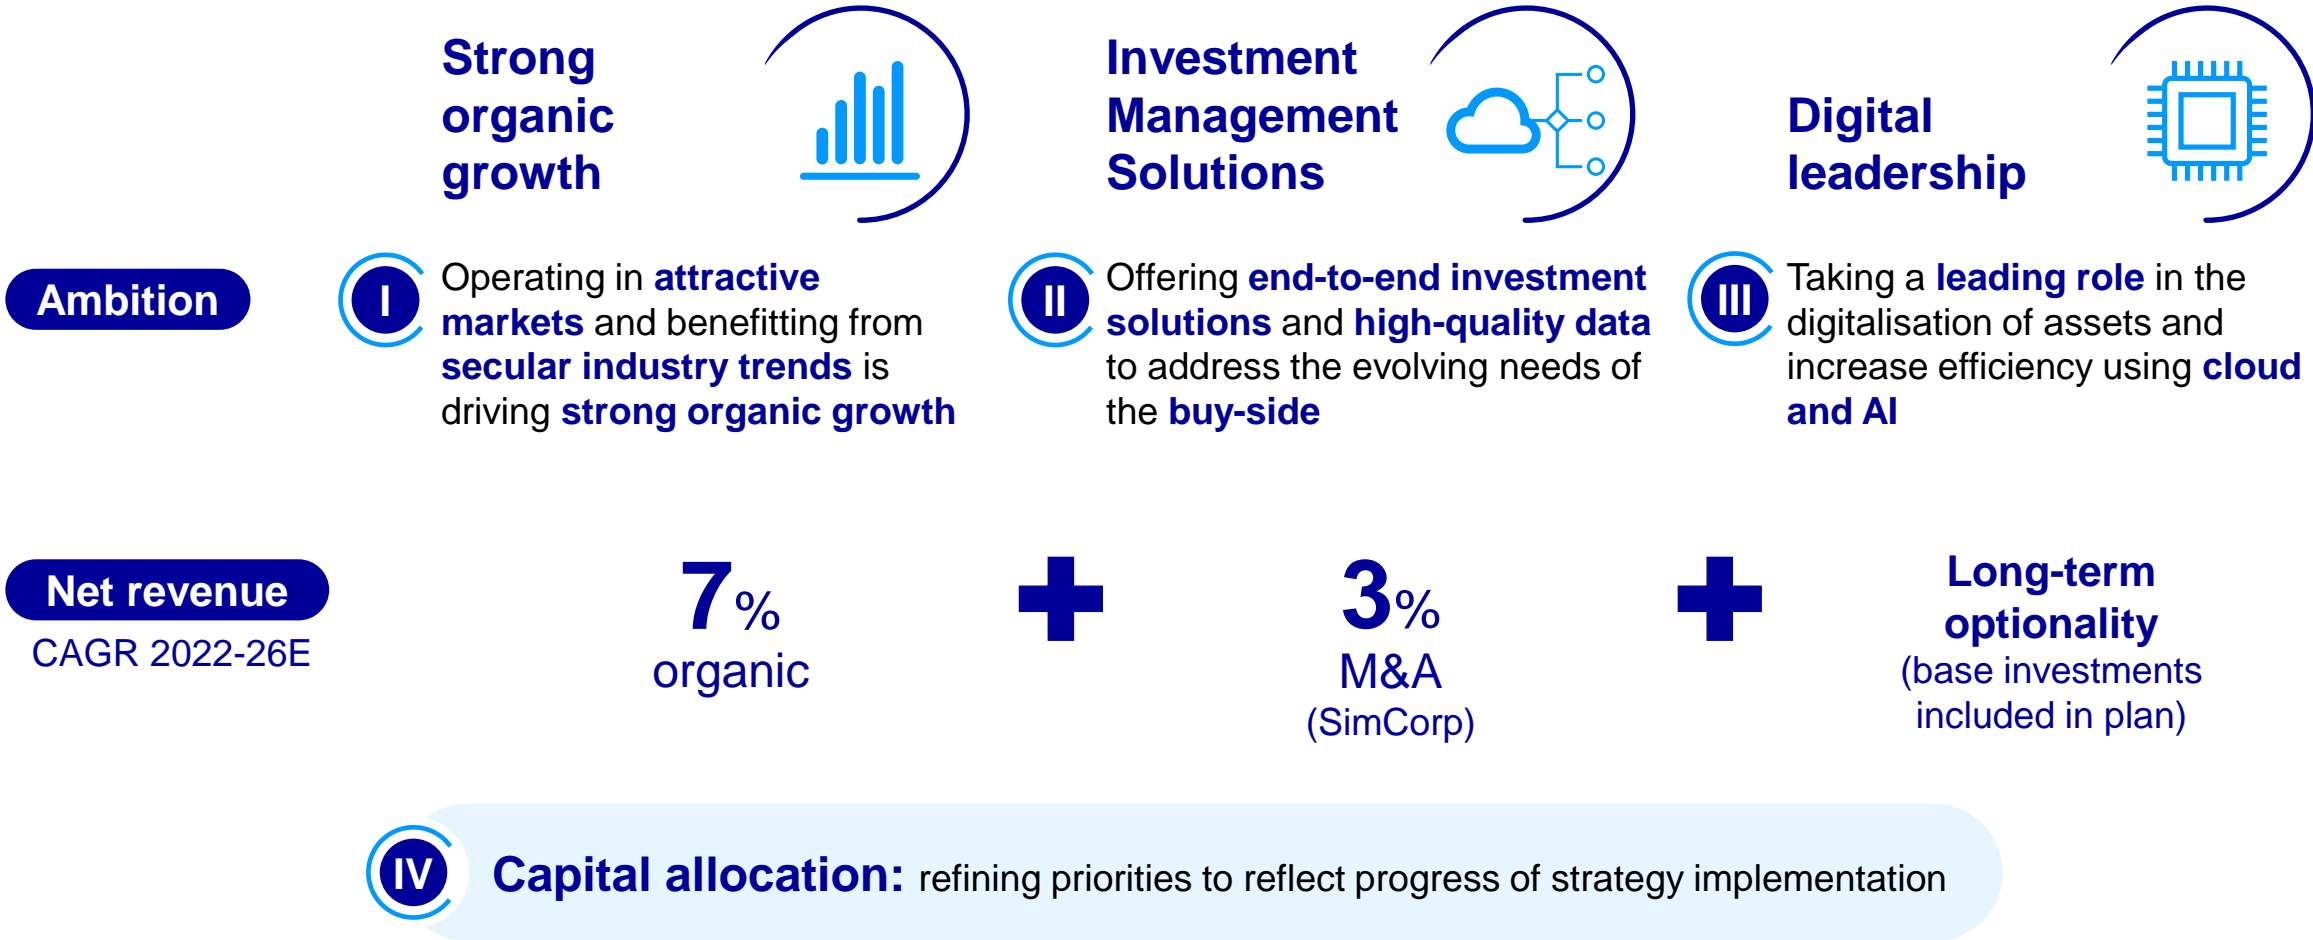 Strong
organic
growth
Investment
Management
Solutions
Digital
leadership
Ambition
I
Operating in attractive
markets and benefitting from
secular industry trends is
driving strong organic growth
II
Offering end-to-end investment
solutions and high-quality data
to address the evolving needs of
the buy-side
III
Taking a leading role in the
digitalisation of assets and
increase efficiency using cloud
and AI
Net revenue
CAGR 2022-26E
7%
organic
3%
M&A
(SimCorp)
Long-term
optionality
(base investments
included in plan)
IV
Capital allocation: refining priorities to reflect progress of strategy implementation